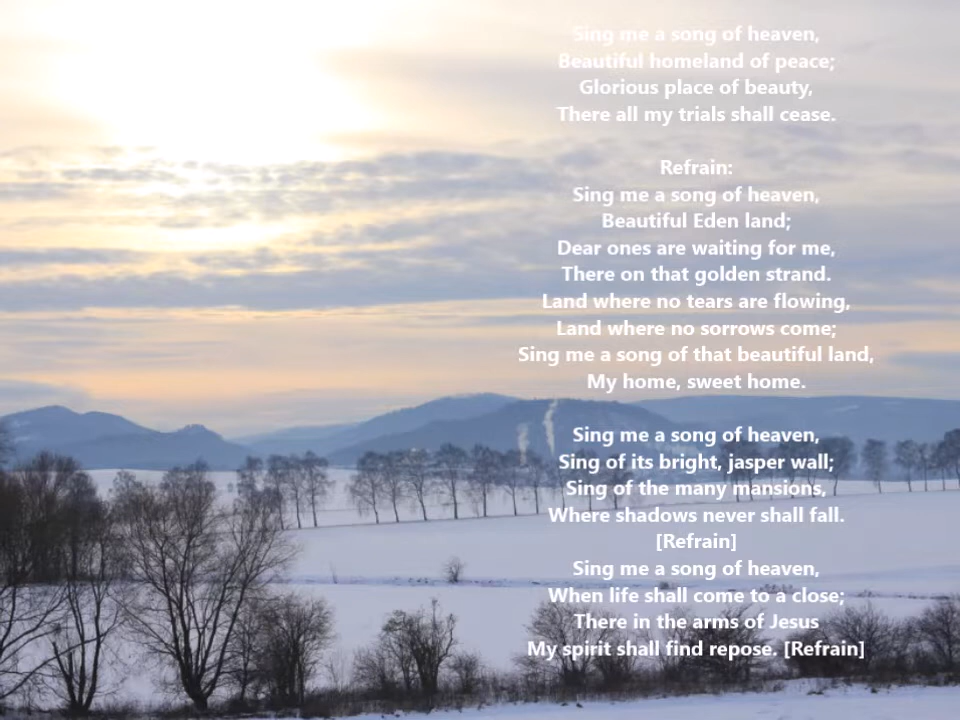 Sing me a song of heaven,
Beautiful homeland of peace;
Glorious place of beauty,
There all my trials shall cease.

Refrain:
Sing me a song of heaven,
Beautiful Eden land;
Dear ones are waiting for me,
There on that golden strand.
Land where no tears are flowing,
Land where no sorrows come;
Sing me a song of that beautiful land,
My home, sweet home.

Sing me a song of heaven,
Sing of its bright, jasper wall;
Sing of the many mansions,
Where shadows never shall fall.
[Refrain]
Sing me a song of heaven,
When life shall come to a close;
There in the arms of Jesus
My spirit shall find repose. [Refrain]